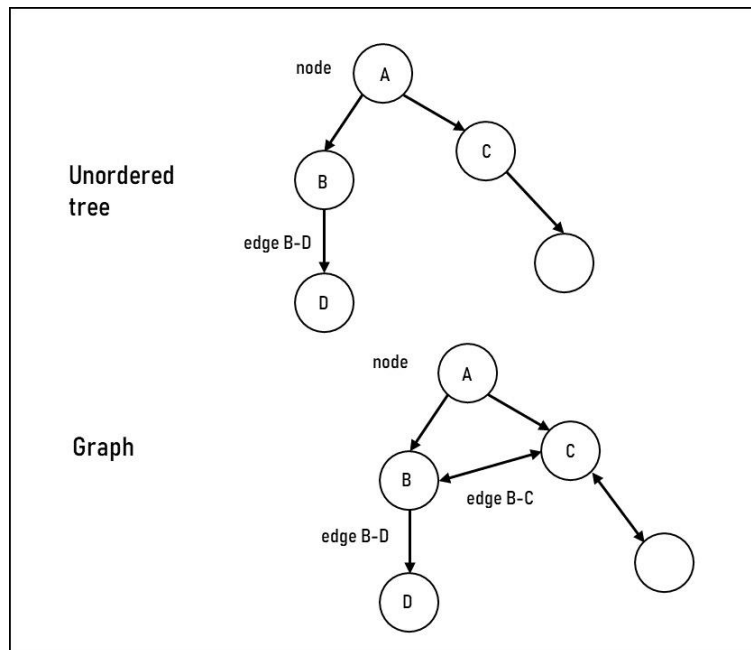 node
A
C
Unordered
tree
B
edge B-D
D
node
A
Graph
C
B
edge B-C
edge B-D
D